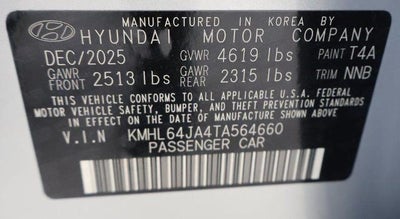 MANUFACTURED IN KOREA BY
HYUNDAI MOTOR COMPANY
DEC/2025 GVWR 4619 lbs PAINT T4A
GAWR FRONT 2513 lbs GAWR REAR 2315 lbs TRIM NNB
THIS VEHICLE CONFORMS TO ALL APPLICABLE U.S.A. FEDERAL
MOTOR VEHICLE SAFETY, BUMPER, AND THEFT PREVENTION STANDARDS
IN EFFECT ON THE DATE OF MANUFACTURE SHOWN ABOVE.
V.I.N KMHL64JA4TA564660
PASSENGER CAR